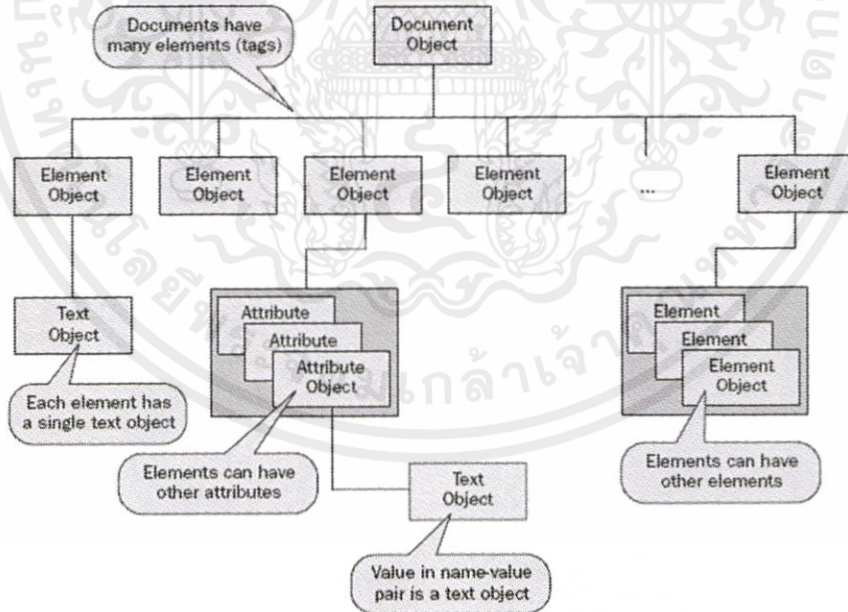 Documents have
many elements (tags)
Document
Object
Element
Object
Element
Object
Element
Object
Element
Object
...
Element
Object
Text
Object
Attribute
Attribute
Attribute
Object
Element
Element
Element
Object
Each element has
a single text object
Elements can have
other attributes
Text
Object
Elements can have
other elements
Value in name-value
pair is a text object